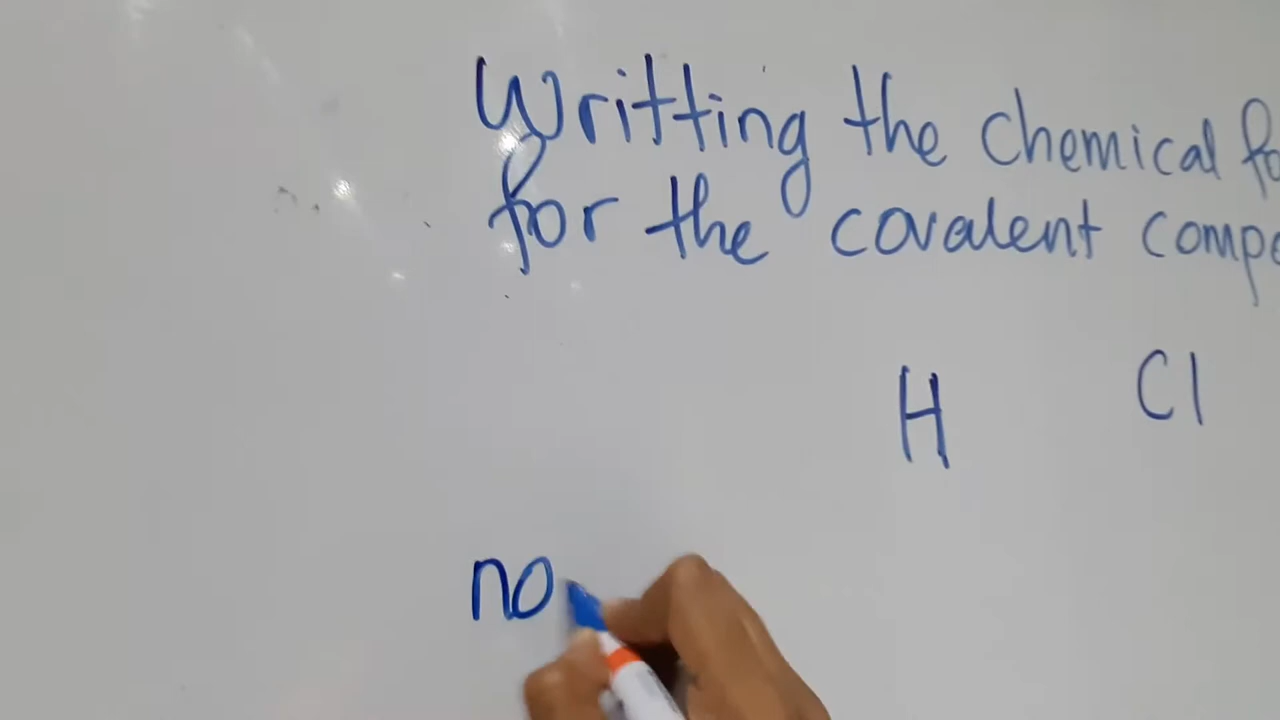 Writting the chemical
for the covalent
H Cl
no